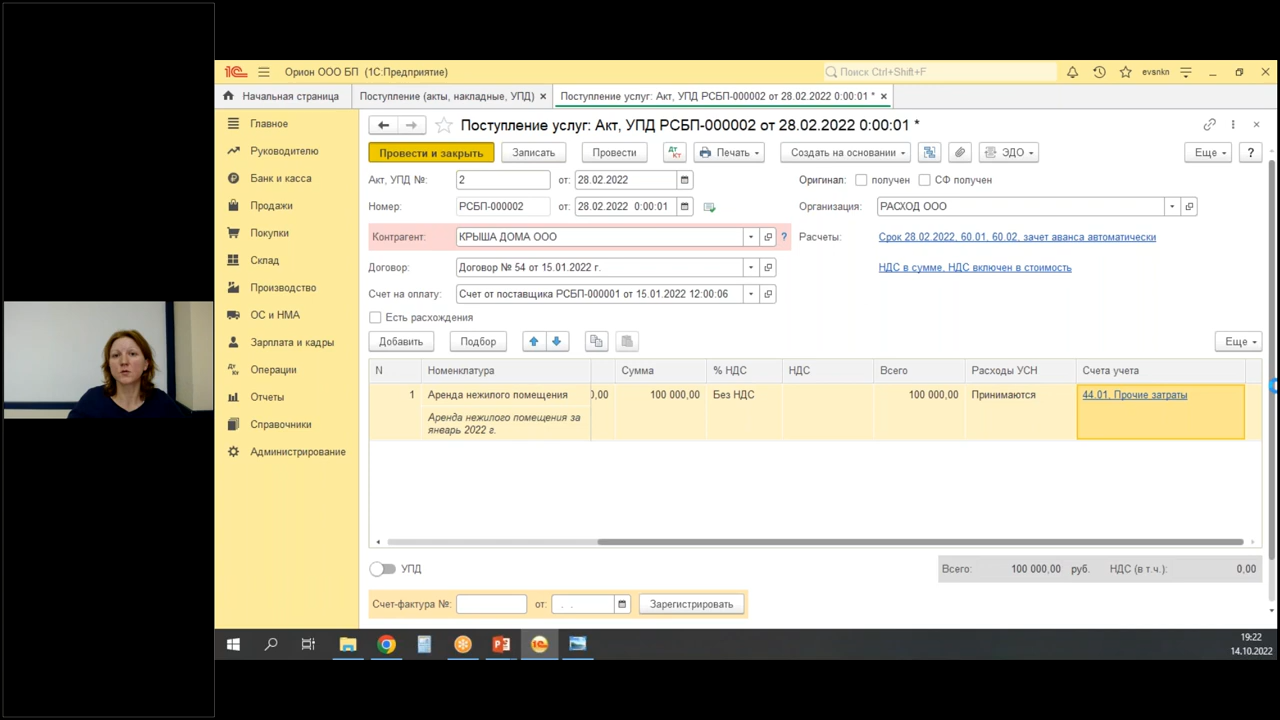 1С Орион ООО БП (1С:Предприятие) Поиск Ctrl+Shift+F evankn
Начальная страница Поступление (акты, накладные, УПД) × Поступление услуг: Акт, УПД РСБП-000002 от 28.02.2022 0:00:01 * ×
Главное
Руководителю
Банк и касса
Продажи
Покупки
Склад
Производство
ОС и НМА
Зарплата и кадры
Операции
Отчеты
Справочники
Администрирование
Поступление услуг: Акт, УПД РСБП-000002 от 28.02.2022 0:00:01 *
Провести и закрыть Записать Провести Дт Кт Печать Создать на основании ЭДО Еще ?
Акт, УПД №: 2 от: 28.02.2022 Оригинал: получен СФ получен
Номер: РСБП-000002 от: 28.02.2022 0:00:01 Организация: РАСХОД ООО
Контрагент: КРЫША ДОМА ООО ? Расчеты: Срок 28.02.2022, 60.01, 60.02, зачет аванса автоматически
Договор: Договор № 54 от 15.01.2022 г. НДС в сумме. НДС включен в стоимость
Счет на оплату: Счет от поставщика РСБП-000001 от 15.01.2022 12:00:06
Есть расхождения
Добавить Подбор Еще
N Номенклатура Сумма % НДС НДС Всего Расходы УСН Счета учета
1 Аренда нежилого помещения 0,00 100 000,00 Без НДС 100 000,00 Принимаются 44.01, Прочие затраты
Аренда нежилого помещения за
январь 2022 г.
УПД Всего: 100 000,00 руб. НДС (в т.ч.): 0,00
Счет-фактура №: от: . . Зарегистрировать
19:22
14.10.2022